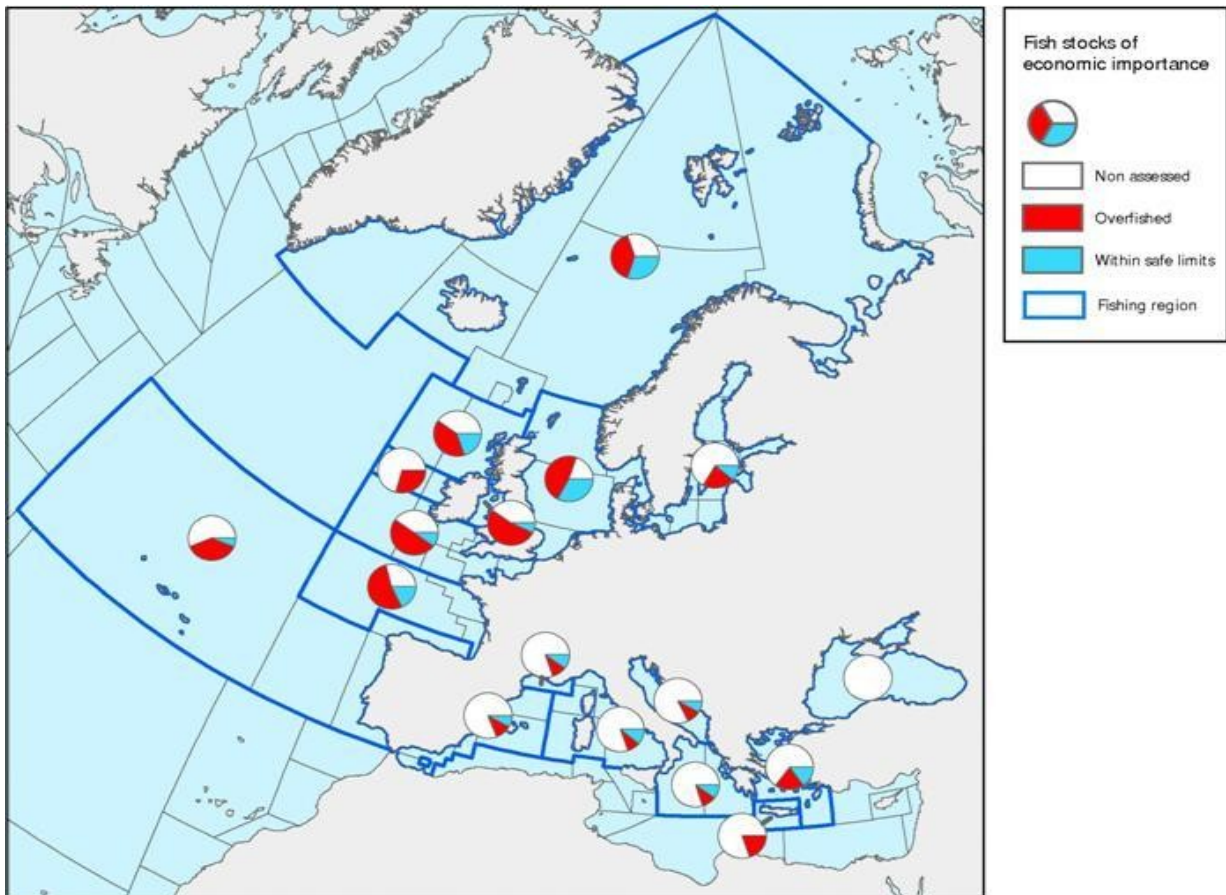 Fish stocks of
economic importance
Non assessed
Overfished
Within safe limits
Fishing region